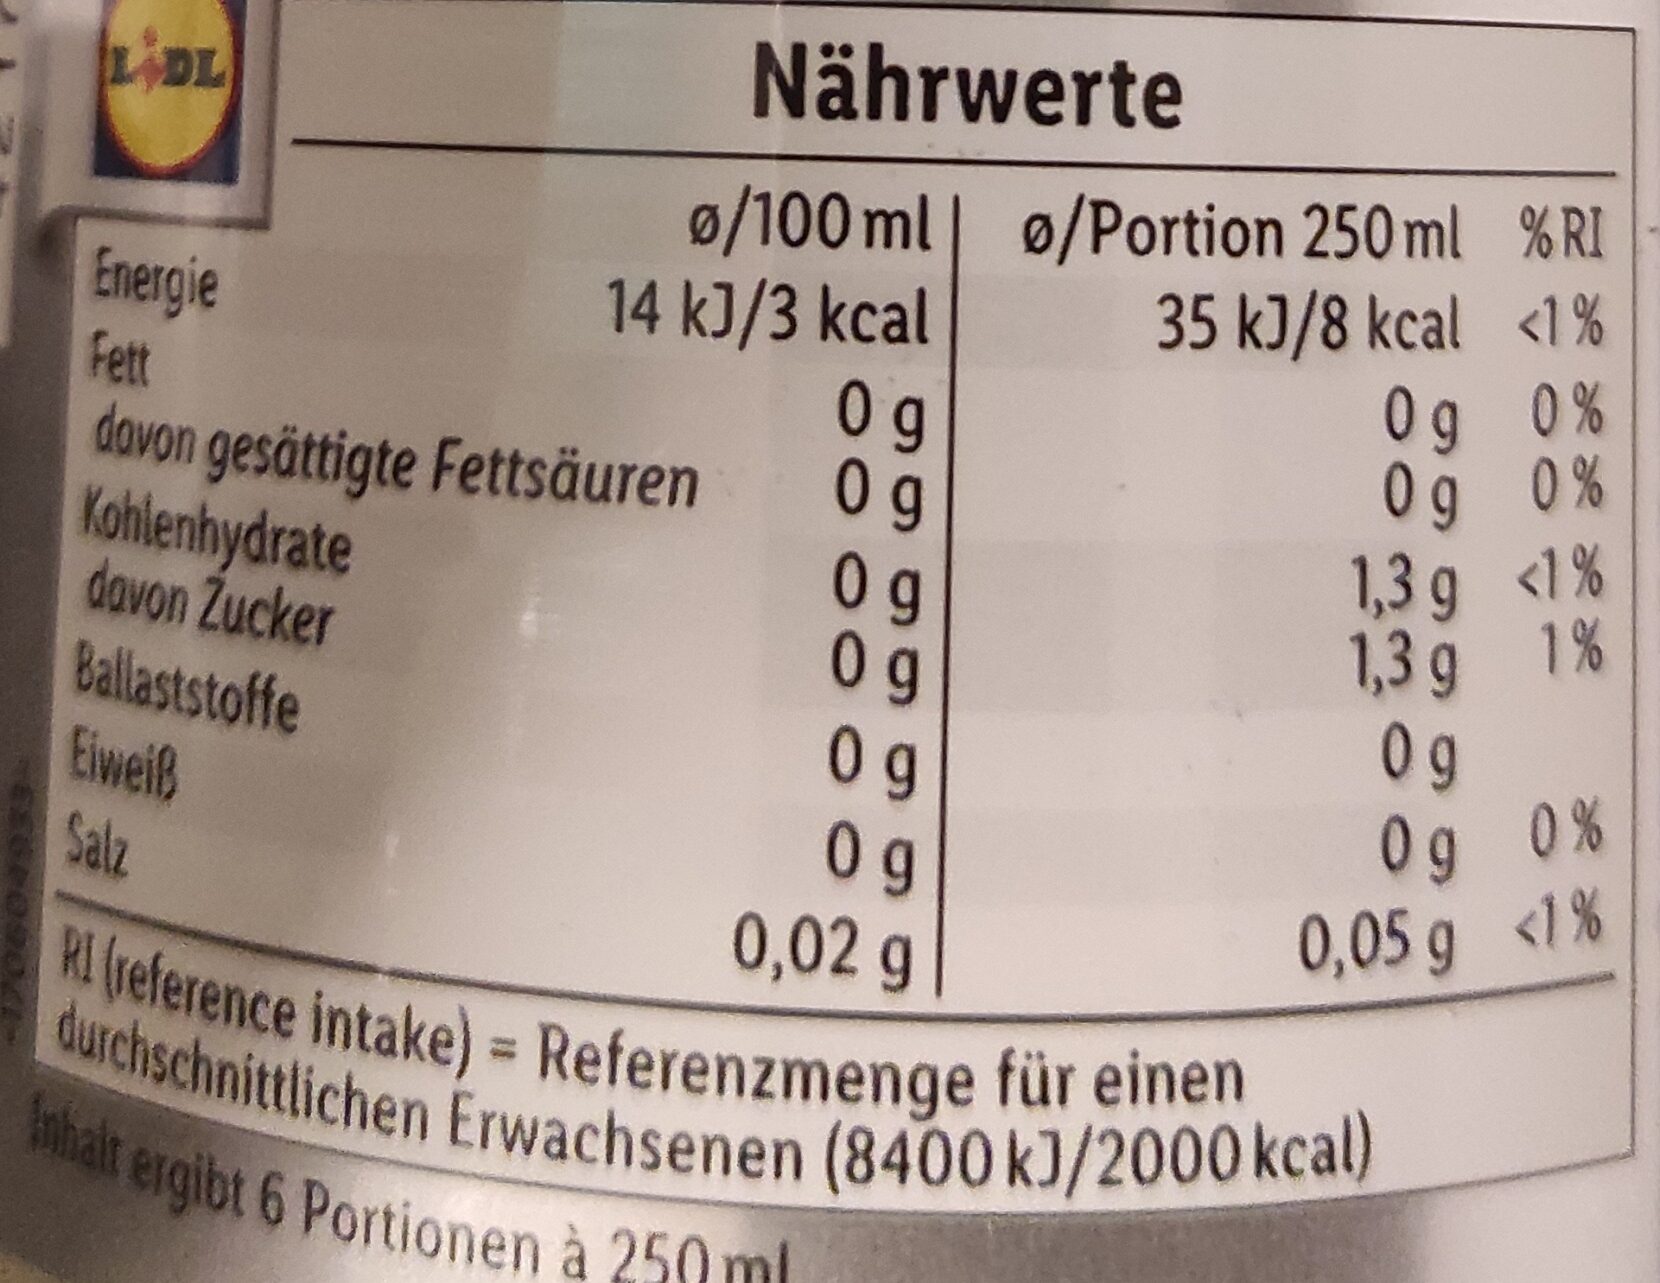 LIDL
Nährwerte
ø/100 ml ø/Portion 250 ml % RI
Energie 14 kJ/3 kcal 35 kJ/8 kcal <1 %
Fett 0 g 0 g 0 %
davon gesättigte Fettsäuren 0 g 0 g 0 %
Kohlenhydrate 0 g 1,3 g <1 %
davon Zucker 0 g 1,3 g 1 %
Ballaststoffe 0 g 0 g
Eiweiß 0 g 0 g 0 %
Salz 0,02 g 0,05 g <1 %
RI (reference intake) = Referenzmenge für einen
durchschnittlichen Erwachsenen (8400 kJ/2000 kcal)
Inhalt ergibt 6 Portionen à 250 ml